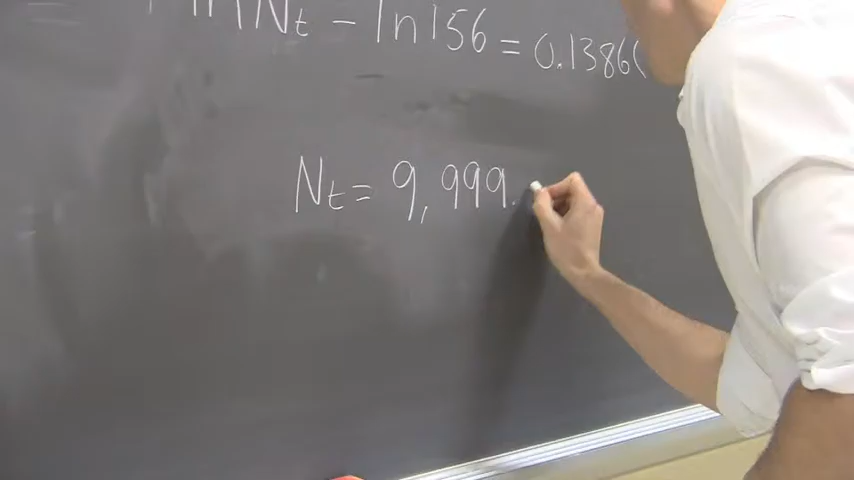 ln Nt - ln 156 = 0.1386(
Nt = 9,999.